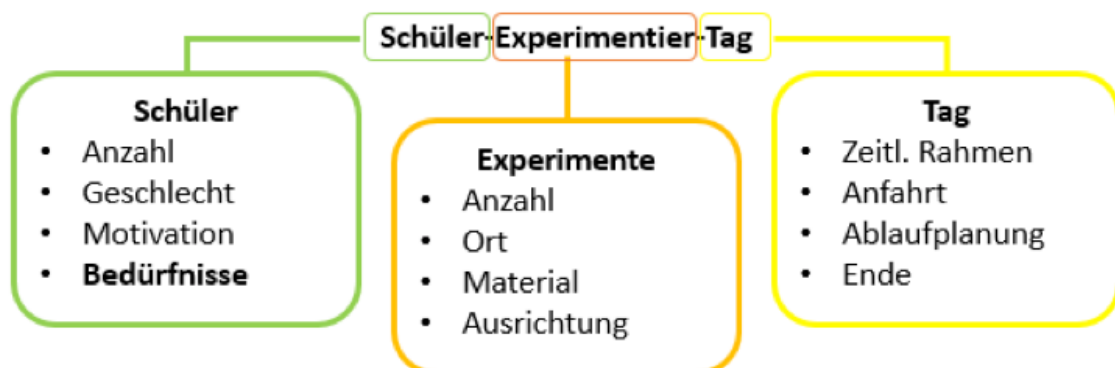 Schüler-Experimentier-Tag
Schüler
• Anzahl
• Geschlecht
• Motivation
• Bedürfnisse
Experimente
• Anzahl
• Ort
• Material
• Ausrichtung
Tag
• Zeitl. Rahmen
• Anfahrt
• Ablaufplanung
• Ende